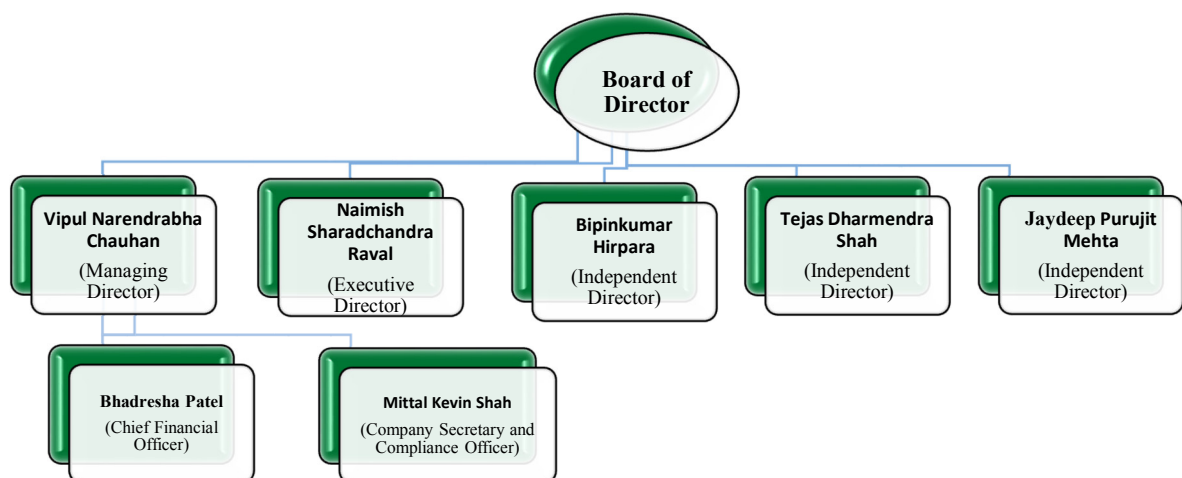 Board of
Director
Vipul Narendrabha
Chauhan
(Managing
Director)
Naimish
Sharadchandra
Raval
(Executive
Director)
Bipinkumar
Hirpara
(Independent
Director)
Tejas Dharmendra
Shah
(Independent
Director)
Jaydeep Purujit
Mehta
(Independent
Director)
Bhadresha Patel
(Chief Financial
Officer)
Mittal Kevin Shah
(Company Secretary and
Compliance Officer)